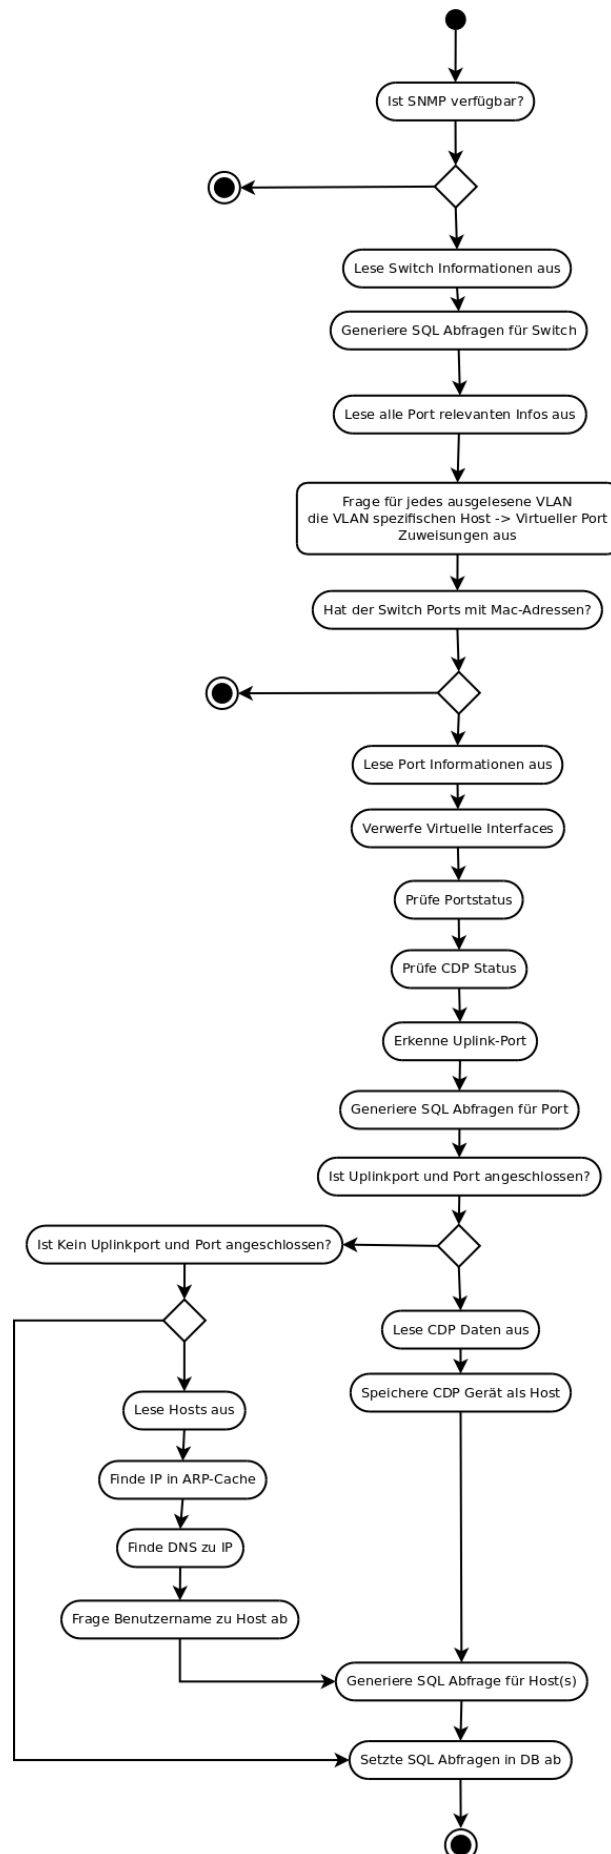 Ist SNMP verfügbar?
Lese Switch Informationen aus
Generiere SQL Abfragen für Switch
Lese alle Port relevanten Infos aus
Frage für jedes ausgelesene VLAN
die VLAN spezifischen Host -> Virtueller Port
Zuweisungen aus
Hat der Switch Ports mit Mac-Adressen?
Lese Port Informationen aus
Verwerfe Virtuelle Interfaces
Prüfe Portstatus
Prüfe CDP Status
Erkenne Uplink-Port
Generiere SQL Abfragen für Port
Ist Uplinkport und Port angeschlossen?
Ist Kein Uplinkport und Port angeschlossen?
Lese CDP Daten aus
Speichere CDP Gerät als Host
Lese Hosts aus
Finde IP in ARP-Cache
Finde DNS zu IP
Frage Benutzername zu Host ab
Generiere SQL Abfrage für Host(s)
Setzte SQL Abfragen in DB ab